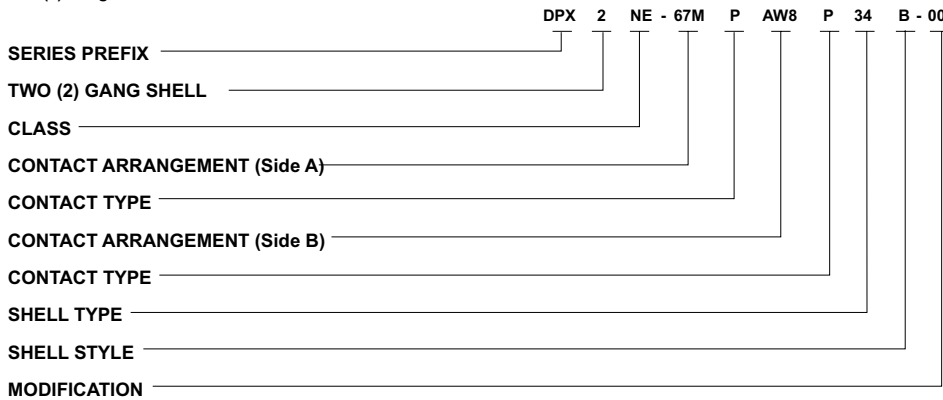 DPX 2 NE - 67M P AW8 P 34 B - 00
SERIES PREFIX
TWO (2) GANG SHELL
CLASS
CONTACT ARRANGEMENT (Side A)
CONTACT TYPE
CONTACT ARRANGEMENT (Side B)
CONTACT TYPE
SHELL TYPE
SHELL STYLE
MODIFICATION